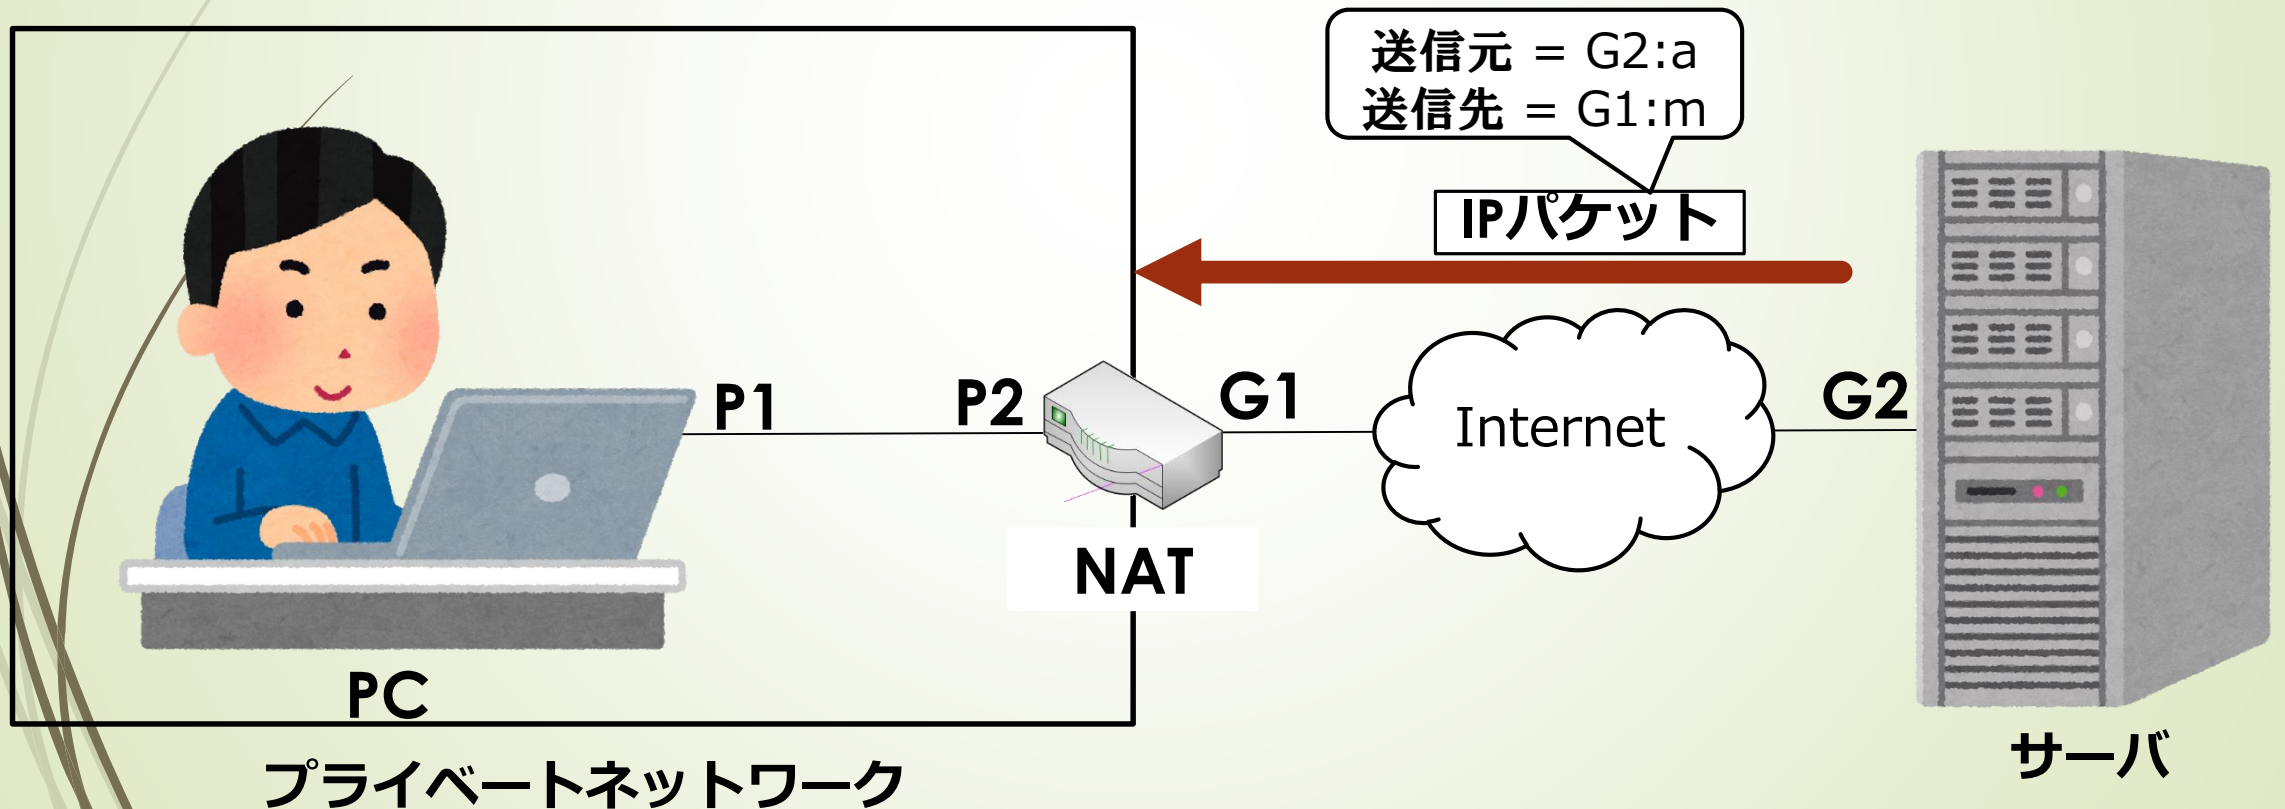 送信元 = G2:a
送信先 = G1:m
IPパケット
P1
P2
G1
Internet
G2
NAT
PC
サーバ
プライベートネットワーク